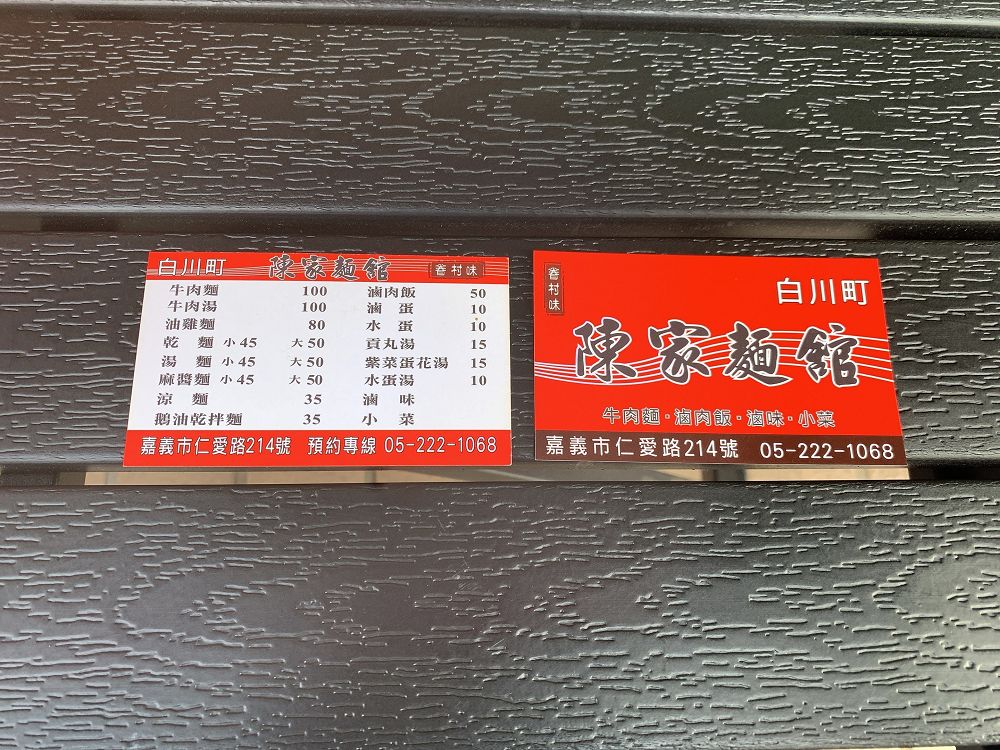 白川町 陳家麵館 眷村味
牛肉麵 100 滷肉飯 50
牛肉湯 100 滷蛋 10
油雞麵 80 水蛋 10
乾麵 小45 大50 貢丸湯 15
湯麵 小45 大50 紫菜蛋花湯 15
麻醬麵 小45 大50 水蛋湯 10
涼麵 35 滷味
鵝油乾拌麵 35 小菜
嘉義市仁愛路214號 預約專線 05-222-1068
眷村味
白川町
陳家麵館
牛肉麵·滷肉飯·滷味·小菜
嘉義市仁愛路214號 05-222-1068